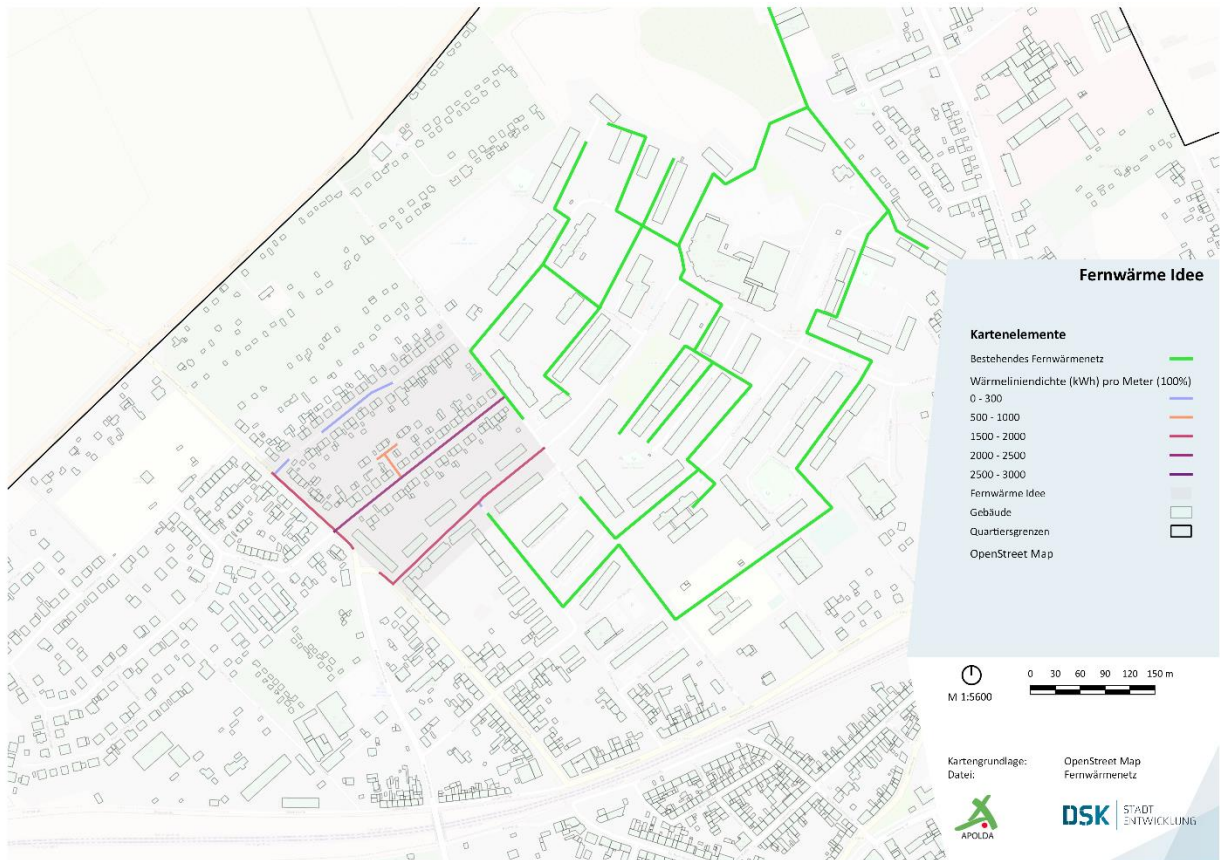 Fernwärme Idee
Kartenelemente
Bestehendes Fernwärmenetz
Wärmeliniendichte (kWh) pro Meter (100%)
0 - 300
500 - 1000
1500 - 2000
2000 - 2500
2500 - 3000
Fernwärme Idee
Gebäude
Quartiersgrenzen
OpenStreet Map
M 1:5600
0 30 60 90 120 150 m
Kartengrundlage: OpenStreet Map
Datei: Fernwärmenetz
APOLDA
DSK STADT
ENTWICKLUNG